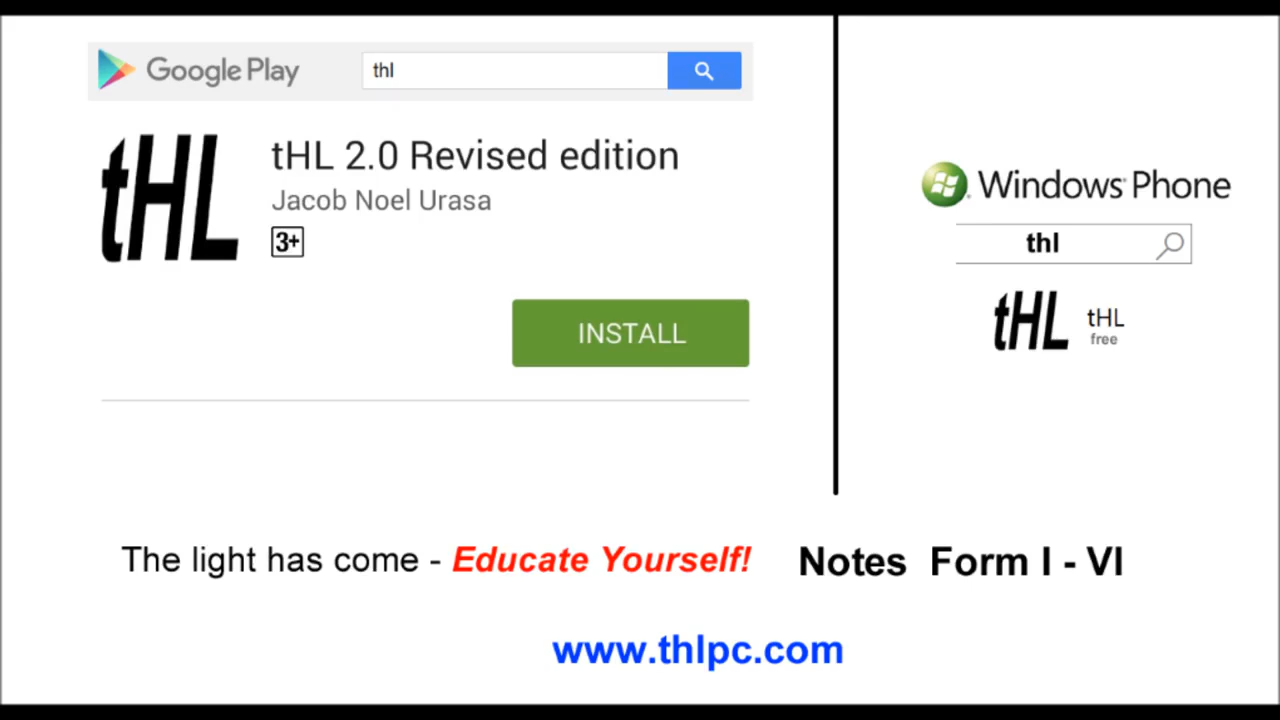 Google Play
thl
tHL
tHL 2.0 Revised edition
Jacob Noel Urasa
3+
INSTALL
Windows Phone
thl
tHL
tHL
free
The light has come - Educate Yourself!
Notes Form I - VI
www.thlpc.com